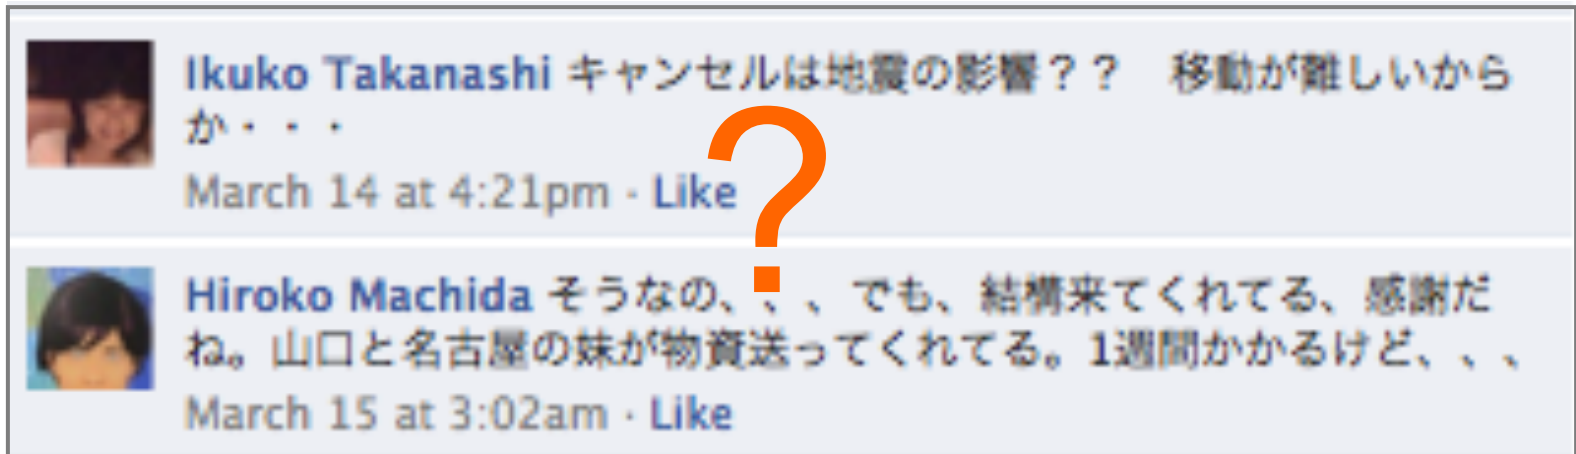 Ikuko Takanashi キャンセルは地震の影響？？　移動が難しいから
か・・・
March 14 at 4:21pm · Like
?
Hiroko Machida そうなの、、、でも、結構来てくれてる、感謝だ
ね。山口と名古屋の妹が物資送ってくれてる。1週間かかるけど、、、
March 15 at 3:02am · Like